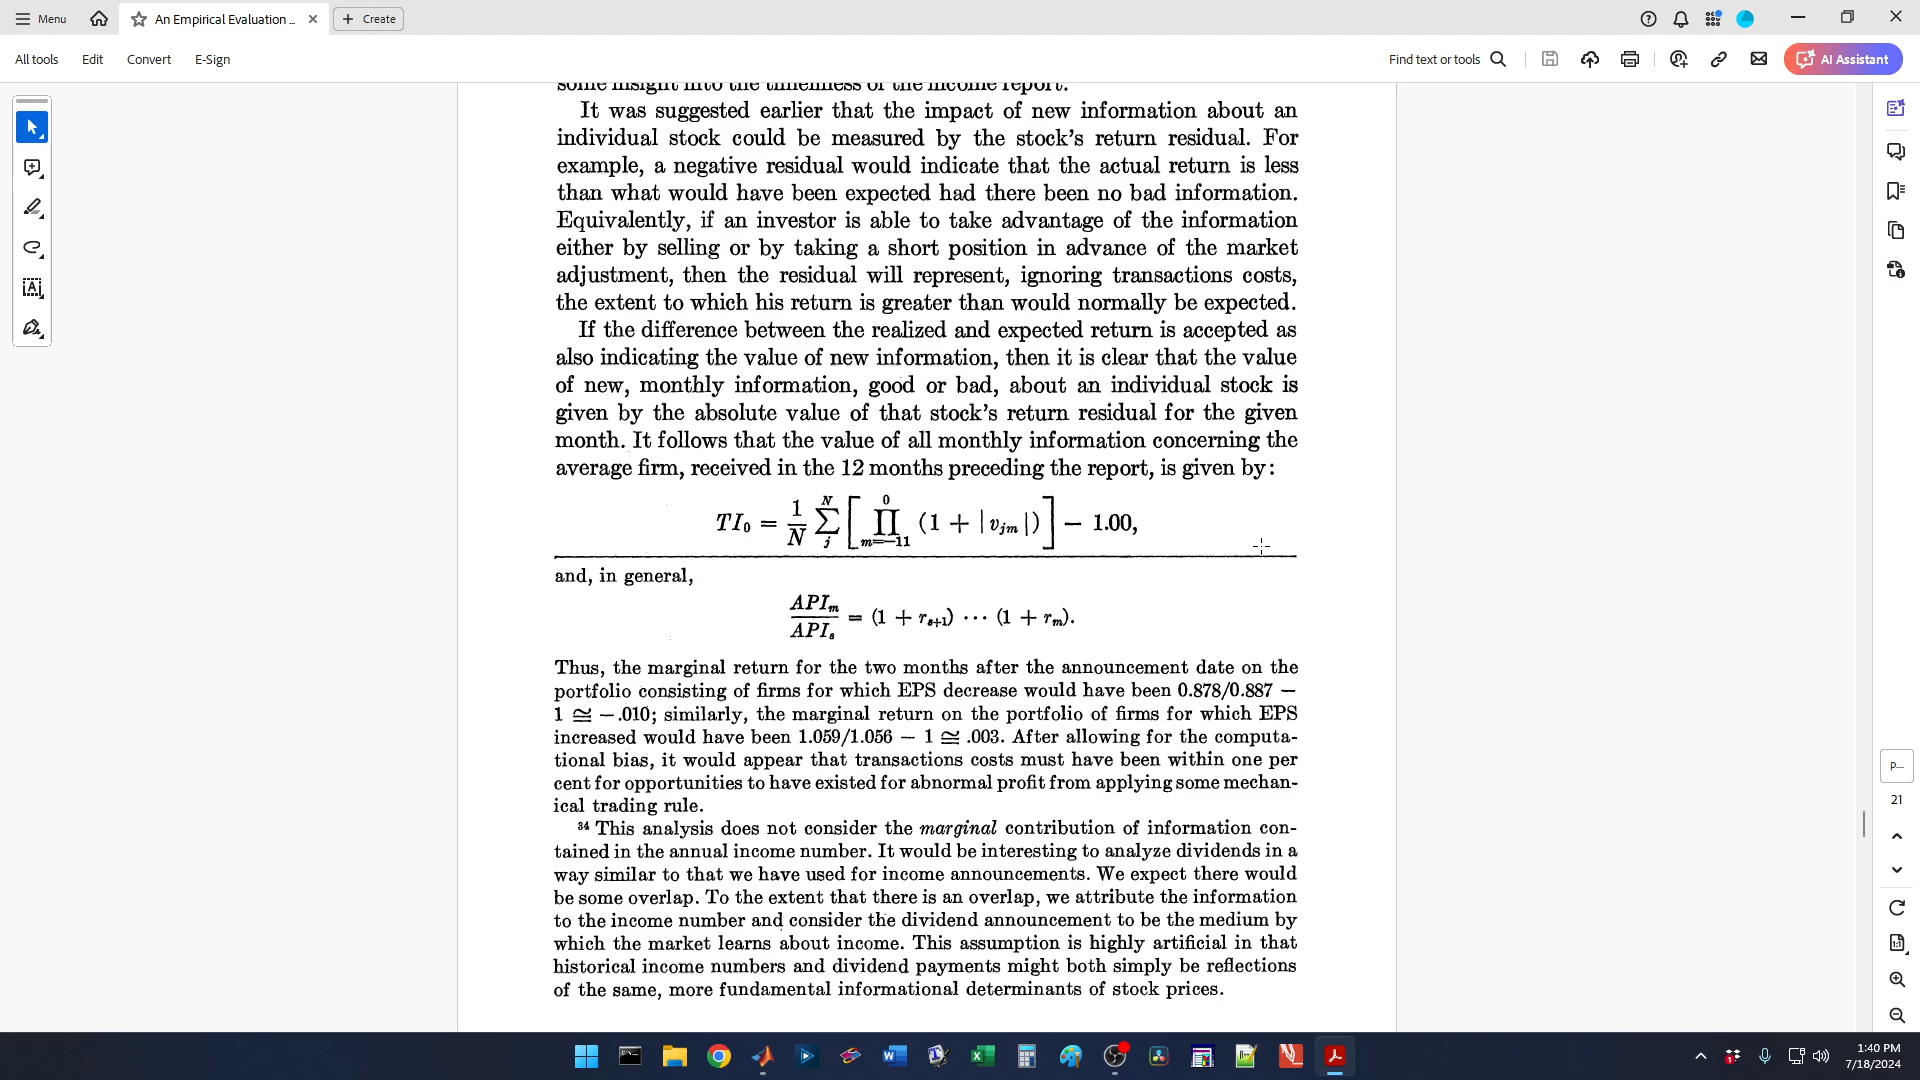 Menu
An Empirical Evaluation ...
Create
All tools
Edit
Convert
E-Sign
Find text or tools
AI Assistant
some insight into the timeliness of the income report.
It was suggested earlier that the impact of new information about an
individual stock could be measured by the stock's return residual. For
example, a negative residual would indicate that the actual return is less
than what would have been expected had there been no bad information.
Equivalently, if an investor is able to take advantage of the information
either by selling or by taking a short position in advance of the market
adjustment, then the residual will represent, ignoring transactions costs,
the extent to which his return is greater than would normally be expected.
If the difference between the realized and expected return is accepted as
also indicating the value of new information, then it is clear that the value
of new, monthly information, good or bad, about an individual stock is
given by the absolute value of that stock's return residual for the given
month. It follows that the value of all monthly information concerning the
average firm, received in the 12 months preceding the report, is given by:
TI₀ = 1/N ∑_j^N [ ∏_{m=-11}^0 (1 + |v_{jm}|) ] − 1.00,
and, in general,
API_m / API_s = (1 + r_{s+1}) ··· (1 + r_m).
Thus, the marginal return for the two months after the announcement date on the
portfolio consisting of firms for which EPS decrease would have been 0.878/0.887 −
1 ≅ −.010; similarly, the marginal return on the portfolio of firms for which EPS
increased would have been 1.059/1.056 − 1 ≅ .003. After allowing for the computa-
tional bias, it would appear that transactions costs must have been within one per
cent for opportunities to have existed for abnormal profit from applying some mechan-
ical trading rule.
³⁴ This analysis does not consider the marginal contribution of information con-
tained in the annual income number. It would be interesting to analyze dividends in a
way similar to that we have used for income announcements. We expect there would
be some overlap. To the extent that there is an overlap, we attribute the information
to the income number and consider the dividend announcement to be the medium by
which the market learns about income. This assumption is highly artificial in that
historical income numbers and dividend payments might both simply be reflections
of the same, more fundamental informational determinants of stock prices.
P...
21
1:40 PM
7/18/2024